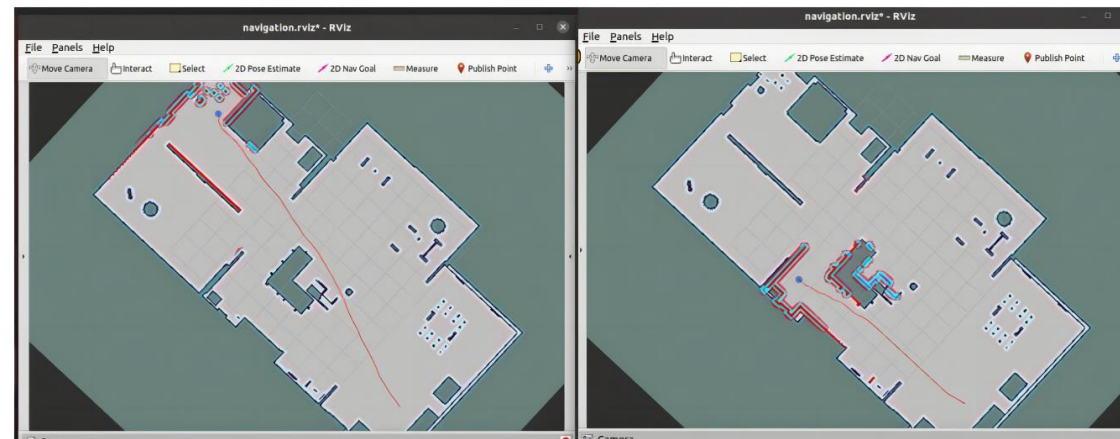 navigation.rviz* - RViz
File Panels Help
Move Camera Interact Select 2D Pose Estimate 2D Nav Goal Measure Publish Point
navigation.rviz* - RViz
File Panels Help
Move Camera Interact Select 2D Pose Estimate 2D Nav Goal Measure Publish Point